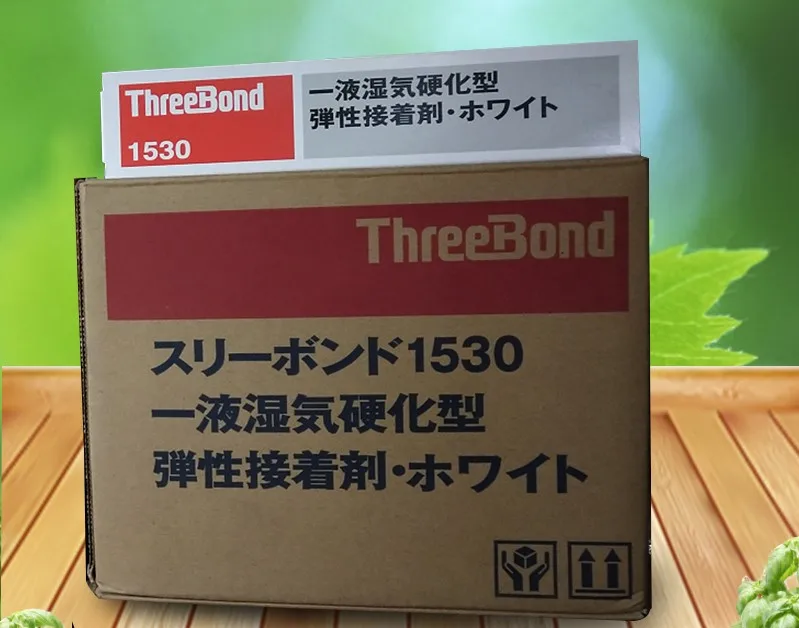 ThreeBond
1530
一液湿気硬化型
弾性接着剤・ホワイト
ThreeBond
スリーボンド1530
一液湿気硬化型
弾性接着剤・ホワイト